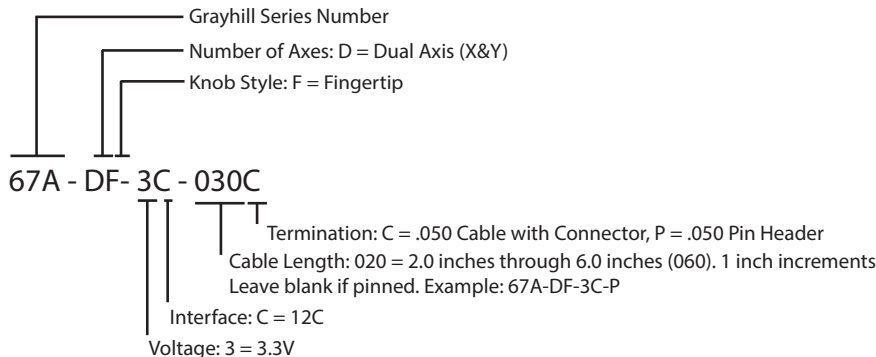 Grayhill Series Number
Number of Axes: D = Dual Axis (X&Y)
Knob Style: F = Fingertip
67A - DF- 3C - 030C
Termination: C = .050 Cable with Connector, P = .050 Pin Header
Cable Length: 020 = 2.0 inches through 6.0 inches (060). 1 inch increments
Leave blank if pinned. Example: 67A-DF-3C-P
Interface: C = 12C
Voltage: 3 = 3.3V